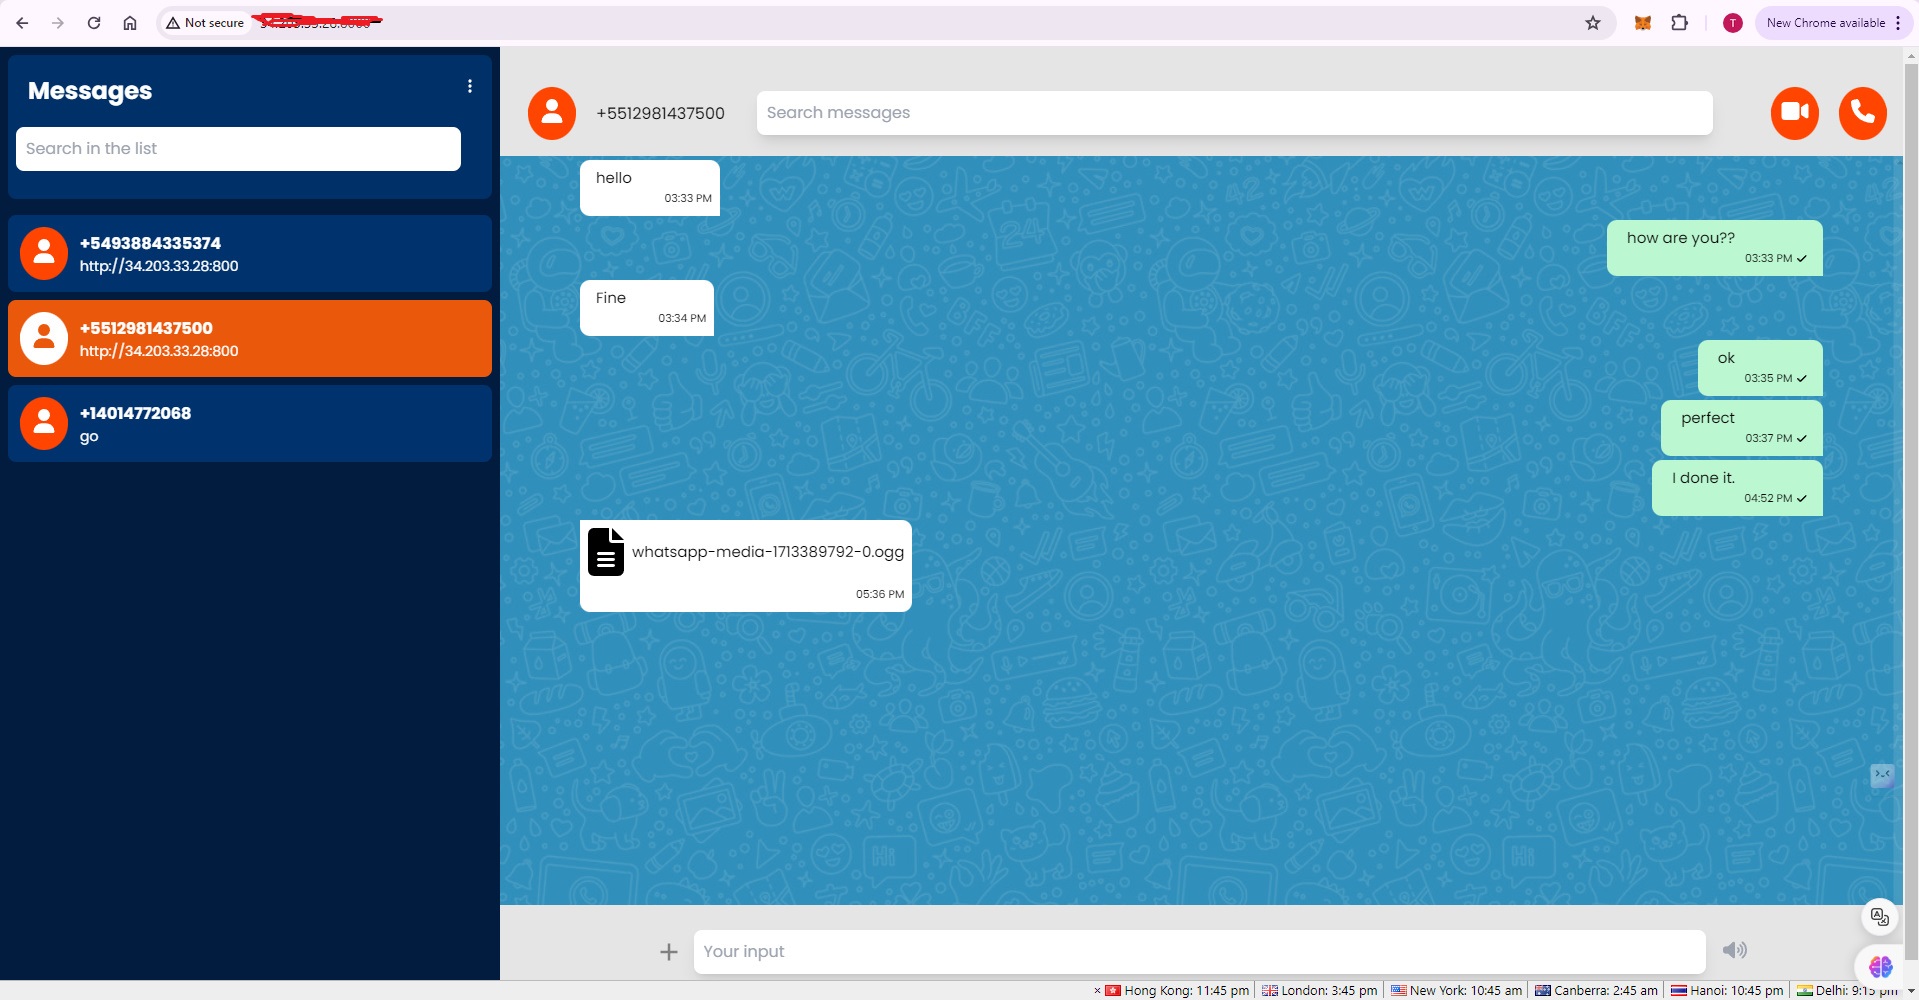 Not secure
New Chrome available
T
Messages
Search in the list
+5493884335374
http://34.203.33.28:800
+5512981437500
http://34.203.33.28:800
+14014772068
go
+5512981437500
Search messages
hello
03:33 PM
how are you??
03:33 PM
Fine
03:34 PM
ok
03:35 PM
perfect
03:37 PM
I done it.
04:52 PM
whatsapp-media-1713389792-0.ogg
05:36 PM
Your input
Hong Kong: 11:45 pm
London: 3:45 pm
New York: 10:45 am
Canberra: 2:45 am
Hanoi: 10:45 pm
Delhi: 9:15 pm